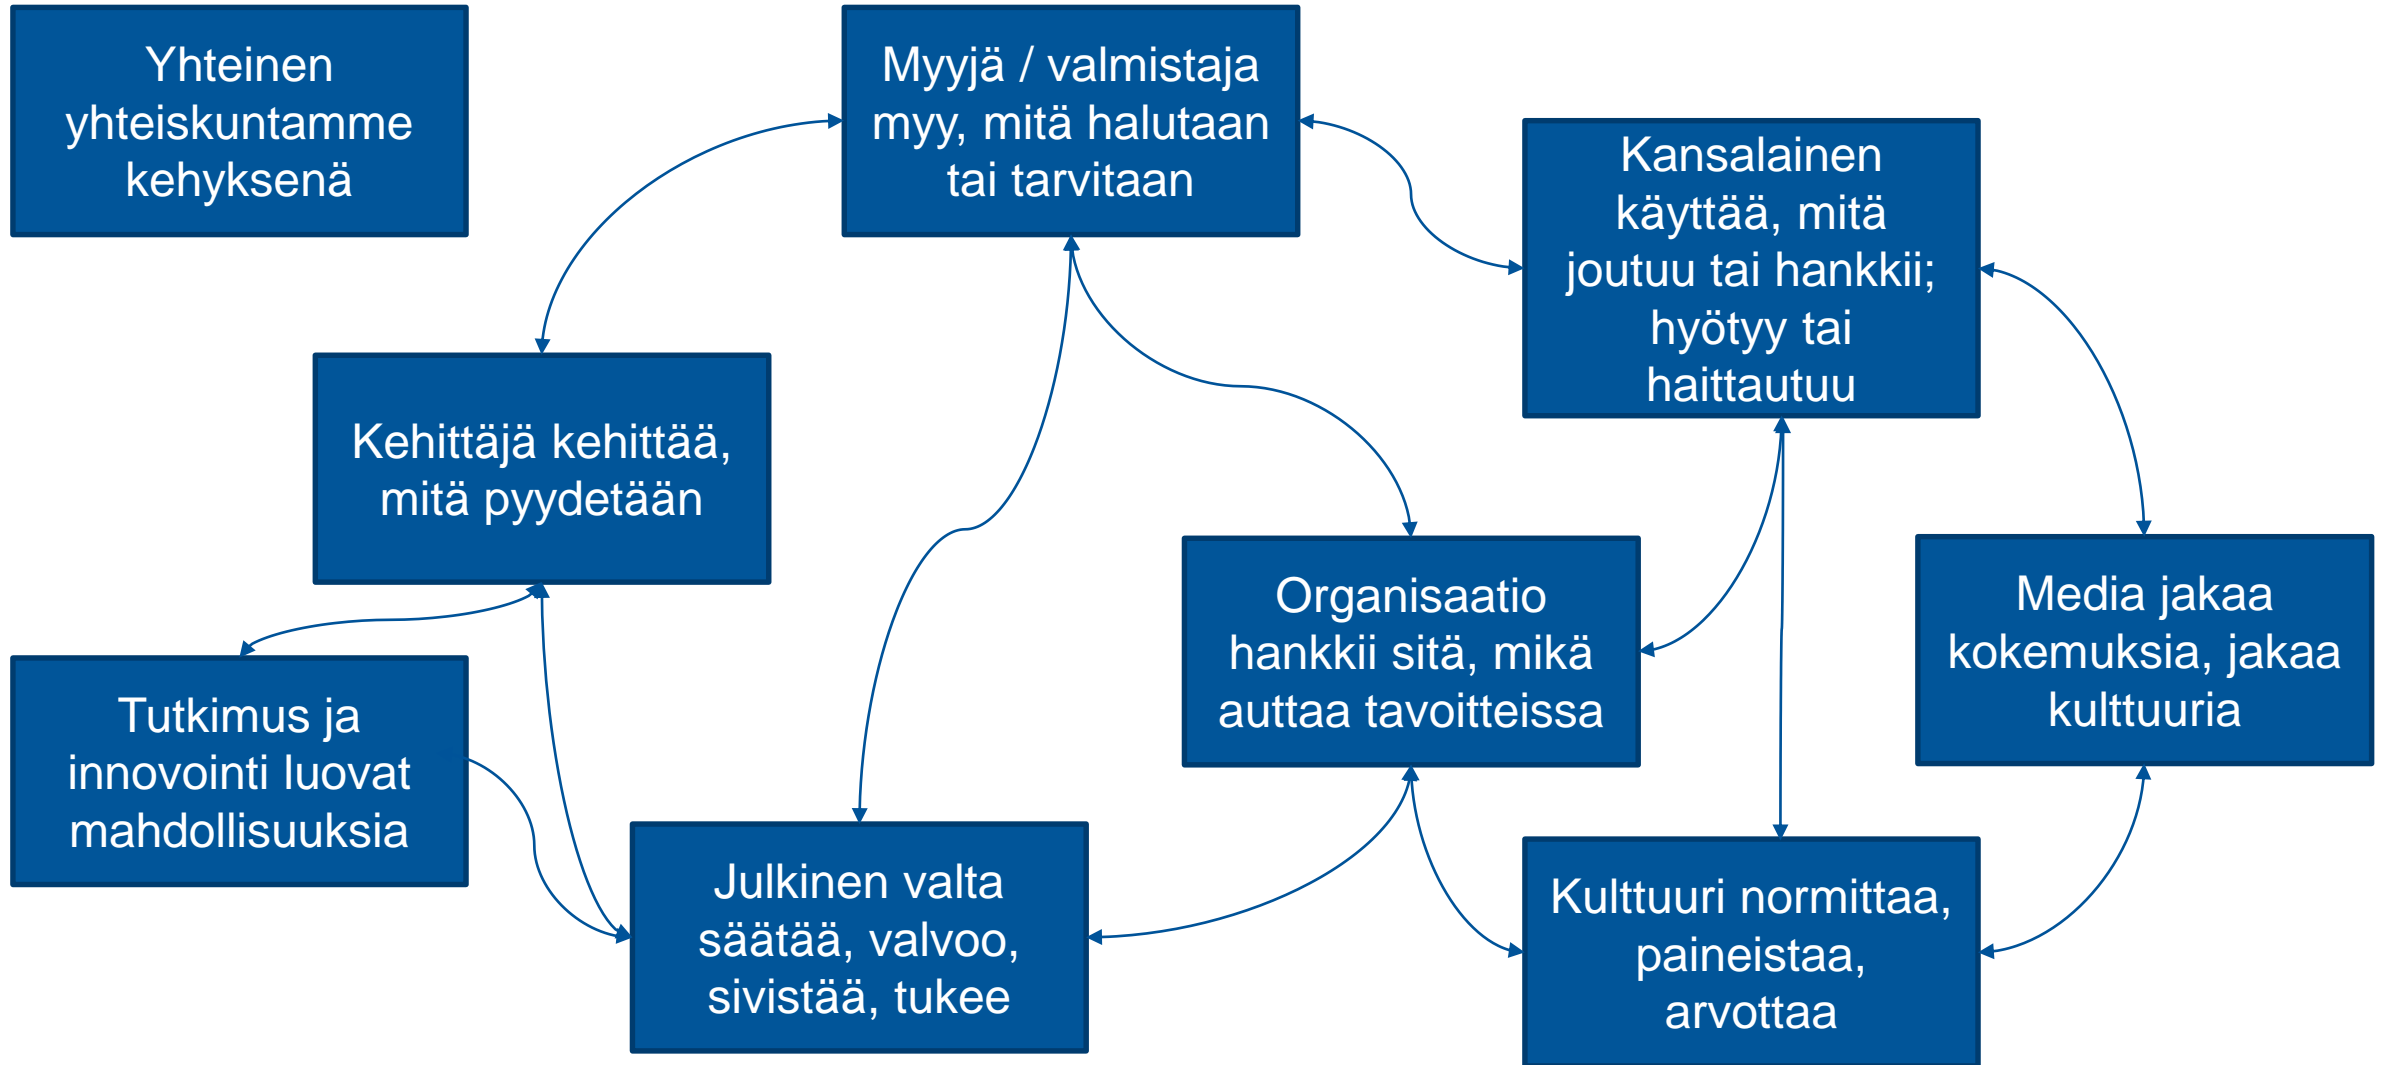 Yhteinen
yhteiskuntamme
kehyksenä
Myyjä / valmistaja
myy, mitä halutaan
tai tarvitaan
Kansalainen
käyttää, mitä
joutuu tai hankkii;
hyötyy tai
haittautuu
Kehittäjä kehittää,
mitä pyydetään
Organisaatio
hankkii sitä, mikä
auttaa tavoitteissa
Media jakaa
kokemuksia, jakaa
kulttuuria
Tutkimus ja
innovointi luovat
mahdollisuuksia
Julkinen valta
säätää, valvoo,
sivistää, tukee
Kulttuuri normittaa,
paineistaa,
arvottaa